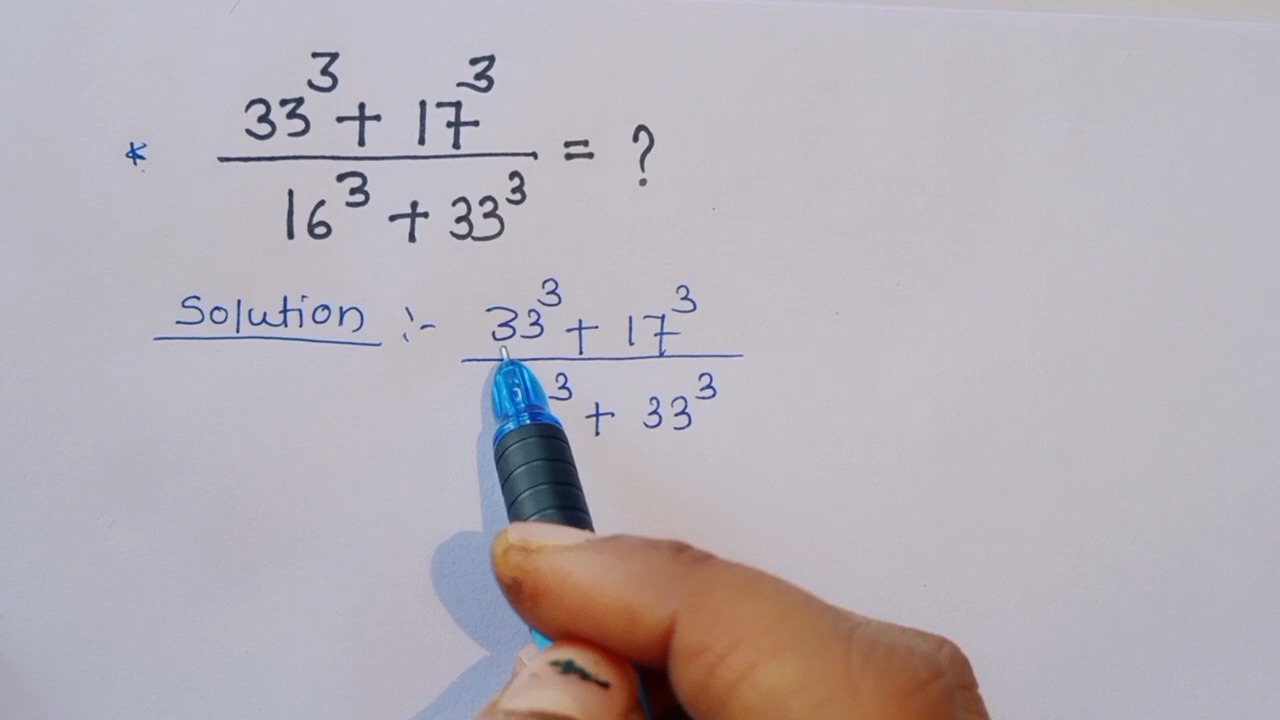 * 33³ + 17³
16³ + 33³ = ?
Solution :- 33³ + 17³
³ + 33³